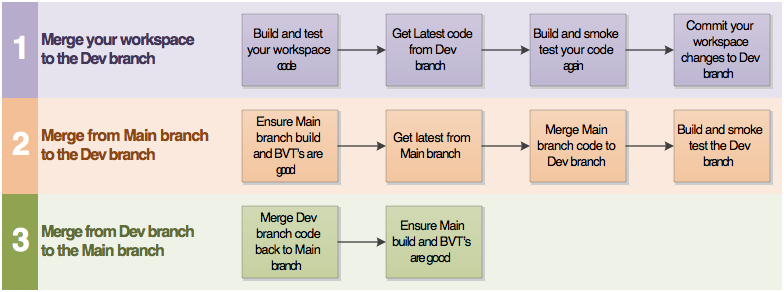 1
Merge your workspace
to the Dev branch
Build and test
your workspace
code
Get Latest code
from Dev
branch
Build and smoke
test your code
again
Commit your
workspace
changes to Dev
branch
2
Merge from Main branch
to the Dev branch
Ensure Main
branch build
and BVT's are
good
Get latest from
Main branch
Merge Main
branch code to
Dev branch
Build and smoke
test the Dev
branch
3
Merge from Dev branch
to the Main branch
Merge Dev
branch code
back to Main
branch
Ensure Main
build and BVT's
are good